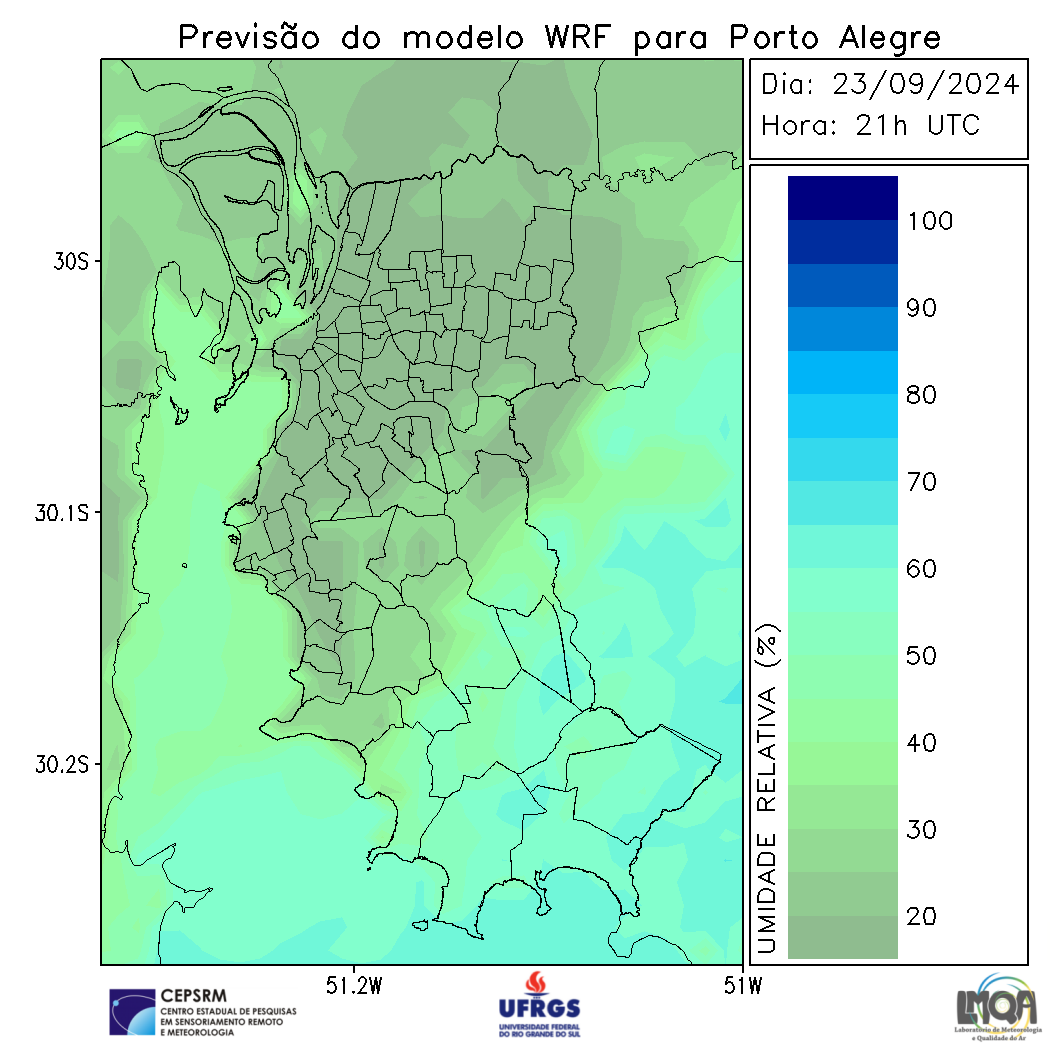 Previsão do modelo WRF para Porto Alegre
Dia: 23/09/2024
Hora: 21h UTC
30S
30.1S
30.2S
51.2W
51W
UMIDADE RELATIVA (%)
100
90
80
70
60
50
40
30
20
CEPSRM
CENTRO ESTADUAL DE PESQUISAS
EM SENSORIAMENTO REMOTO
E METEOROLOGIA
UFRGS
UNIVERSIDADE FEDERAL
DO RIO GRANDE DO SUL
LMQA
Laboratório de Meteorologia
e Qualidade do Ar